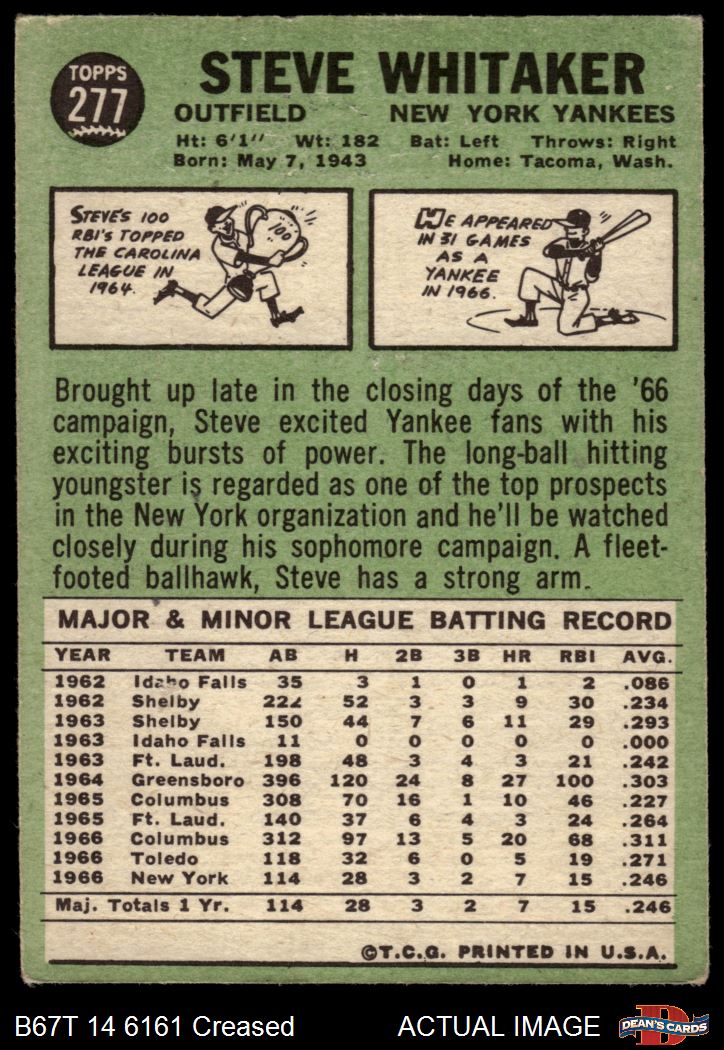 TOPPS
277
STEVE WHITAKER
OUTFIELD NEW YORK YANKEES
Ht: 6'1" Wt: 182 Bat: Left Throws: Right
Born: May 7, 1943 Home: Tacoma, Wash.
STEVE'S 100
RBI'S TOPPED
THE CAROLINA
LEAGUE IN
1964.
100
HE APPEARED
IN 31 GAMES
AS A
YANKEE
IN 1966.
Brought up late in the closing days of the '66
campaign, Steve excited Yankee fans with his
exciting bursts of power. The long-ball hitting
youngster is regarded as one of the top prospects
in the New York organization and he'll be watched
closely during his sophomore campaign. A fleet-
footed ballhawk, Steve has a strong arm.
MAJOR & MINOR LEAGUE BATTING RECORD
YEAR TEAM AB H 2B 3B HR RBI AVG.
1962 Idaho Falls 35 3 1 0 1 2 .086
1962 Shelby 222 52 3 3 9 30 .234
1963 Shelby 150 44 7 6 11 29 .293
1963 Idaho Falls 11 0 0 0 0 0 .000
1963 Ft. Laud. 198 48 3 4 3 21 .242
1964 Greensboro 396 120 24 8 27 100 .303
1965 Columbus 308 70 16 1 10 46 .227
1965 Ft. Laud. 140 37 6 4 3 24 .264
1966 Columbus 312 97 13 5 20 68 .311
1966 Toledo 118 32 6 0 5 19 .271
1966 New York 114 28 3 2 7 15 .246
Maj. Totals 1 Yr. 114 28 3 2 7 15 .246
©T.C.G. PRINTED IN U.S.A.
B67T 14 6161 Creased ACTUAL IMAGE
D
DEAN'S CARDS